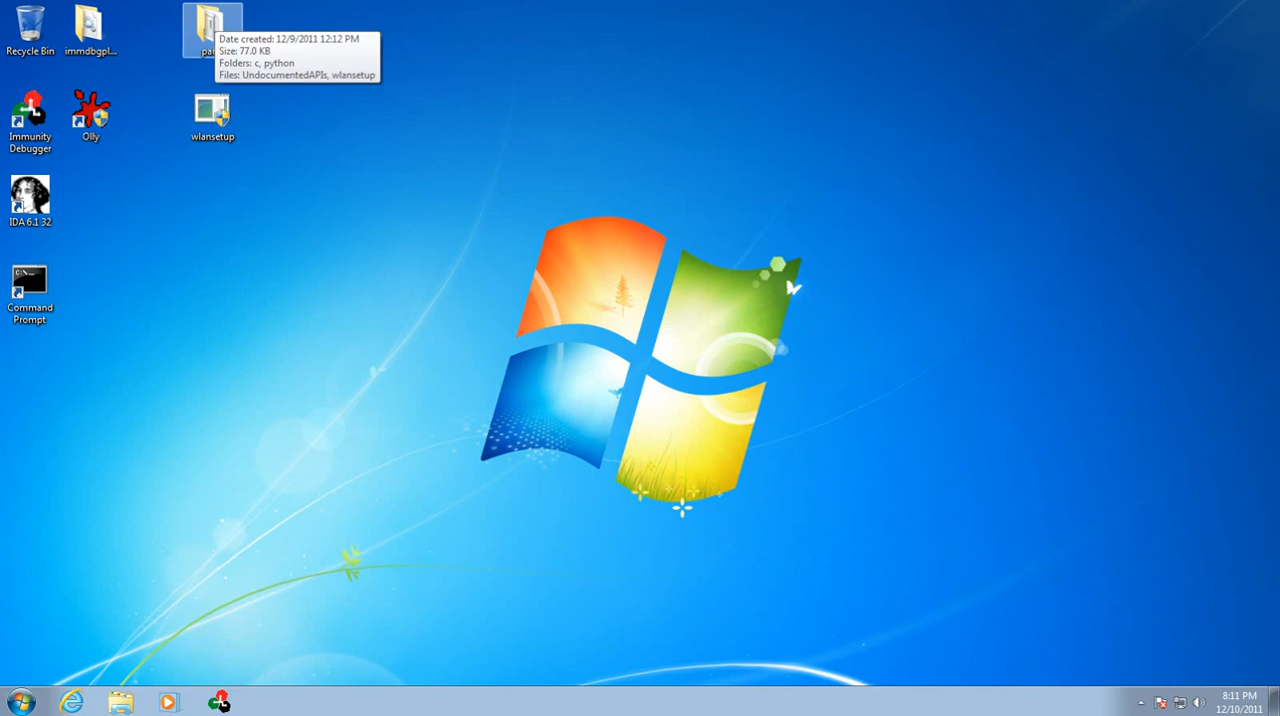 Recycle Bin
immdbgpl...
Date created: 12/9/2011 12:12 PM
Size: 77.0 KB
Folders: c, python
Files: UndocumentedAPIs, wlansetup
Immunity
Debugger
Olly
wlansetup
IDA 6.1 32
Command
Prompt
8:11 PM
12/10/2011